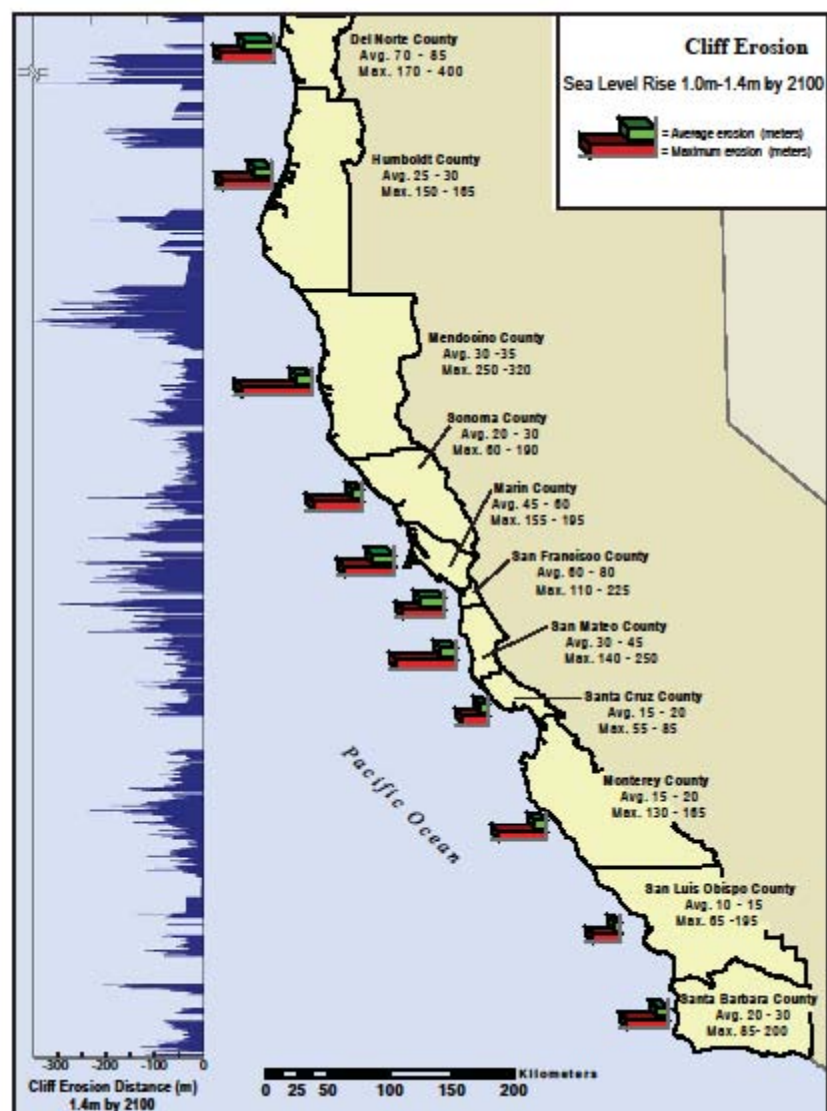 Cliff Erosion
Sea Level Rise 1.0m-1.4m by 2100
= Average erosion (meters)
= Maximum erosion (meters)
Del Norte County
Avg. 70 - 85
Max. 170 - 400
Humboldt County
Avg. 25 - 30
Max. 150 - 165
Mendocino County
Avg. 30 -35
Max. 250 -320
Sonoma County
Avg. 20 - 30
Max. 60 - 190
Marin County
Avg. 45 - 60
Max. 155 - 195
San Francisco County
Avg. 60 - 80
Max. 110 - 225
San Mateo County
Avg. 30 - 45
Max. 140 - 250
Santa Cruz County
Avg. 15 - 20
Max. 55 - 85
Pacific Ocean
Monterey County
Avg. 15 - 20
Max. 130 - 165
San Luis Obispo County
Avg. 10 - 15
Max. 65 -195
Santa Barbara County
Avg. 20 - 30
Max. 85- 200
-300 -200 -100 0
Cliff Erosion Distance (m)
1.4m by 2100
Kilometers
0 25 50 100 150 200